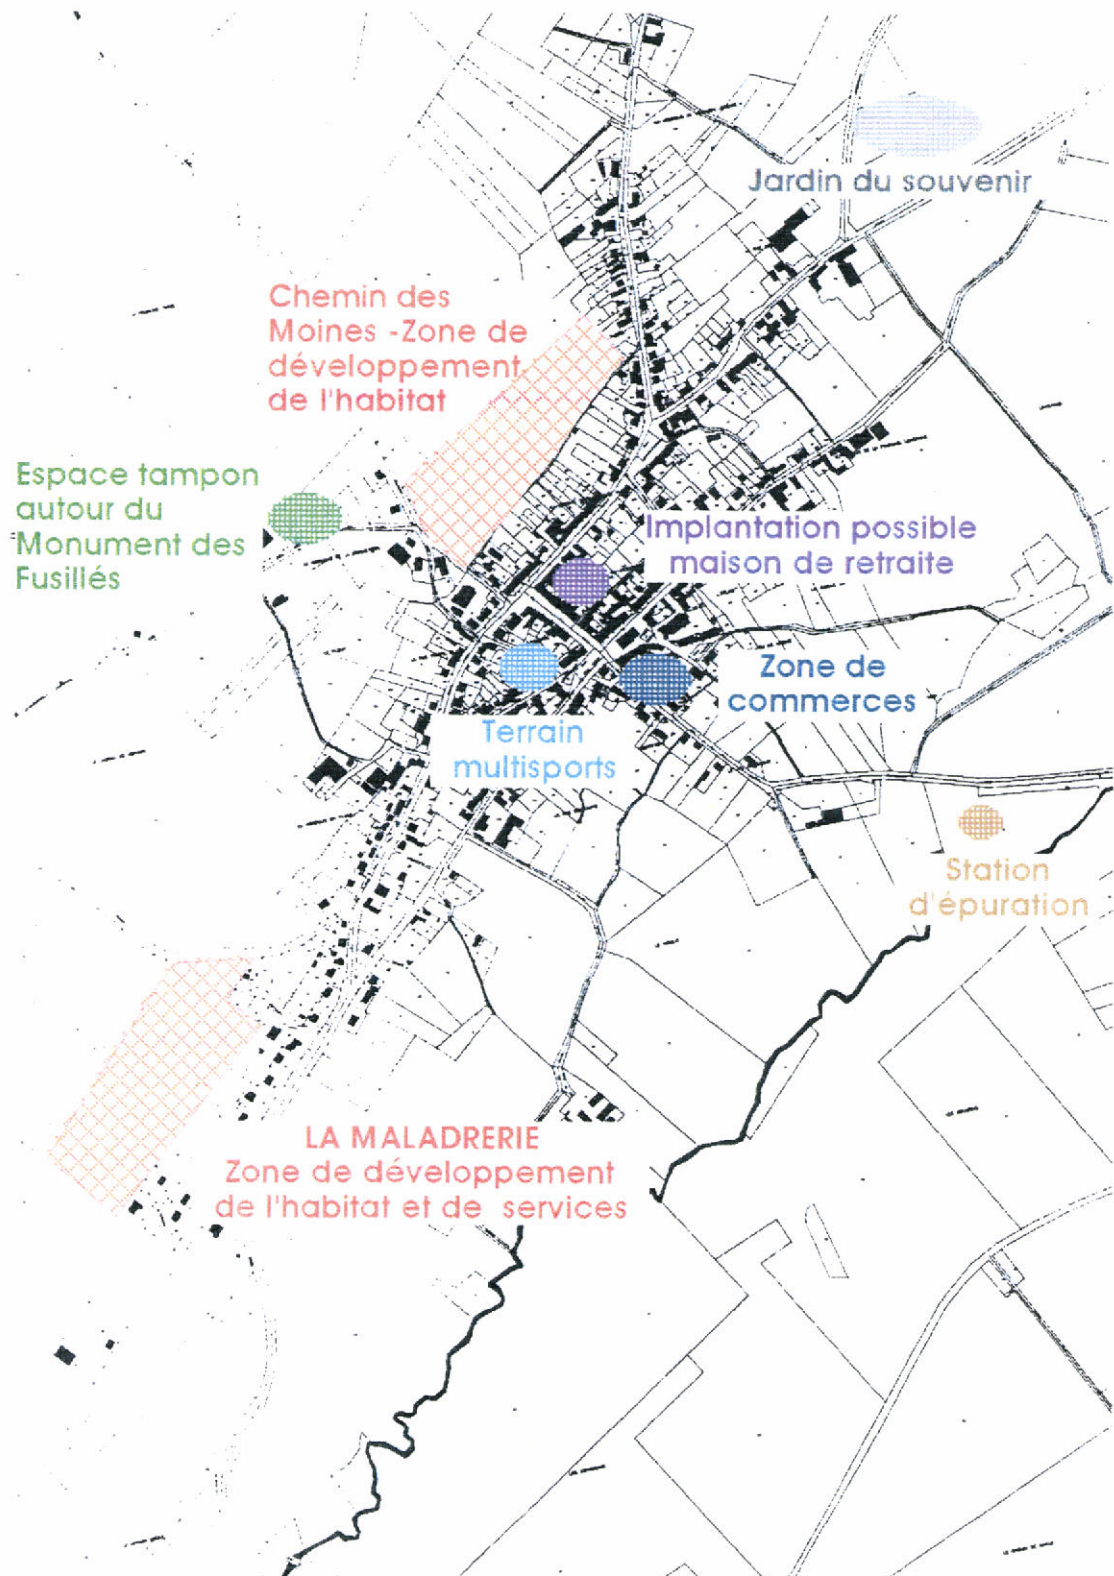 Jardin du souvenir
Chemin des
Moines -Zone de
développement
de l'habitat
Espace tampon
autour du
Monument des
Fusillés
Implantation possible
maison de retraite
Zone de
commerces
Terrain
multisports
Station
d'épuration
LA MALADRERIE
Zone de développement
de l'habitat et de services